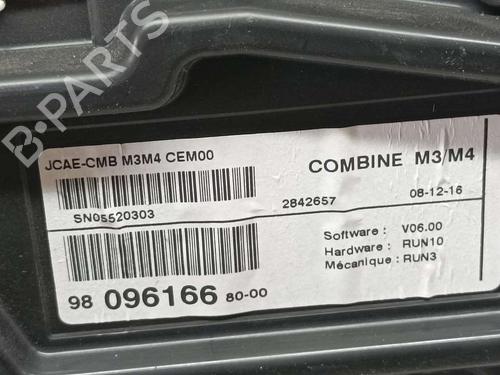 B-PARTS
JCAE-CMB M3M4 CEM00
COMBINE M3/M4
SN05520303
2842657
08-12-16
Software : V06.00
Hardware : RUN10
Mécanique : RUN3
98 096166 80-00